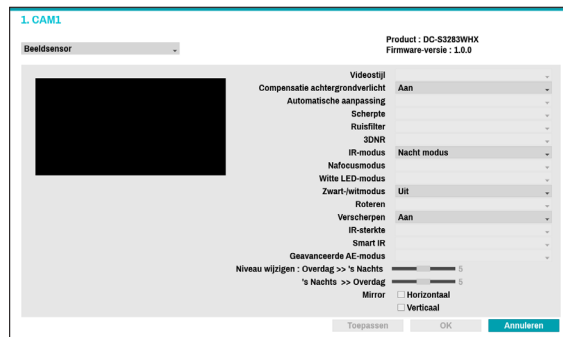 1. CAM1
Beeldsensor
Product : DC-S3283WHX
Firmware-versie : 1.0.0
Videostijl
Compensatie achtergrondverlicht Aan
Automatische aanpassing
Scherpte
Ruisfilter
3DNR
IR-modus Nacht modus
Nafocusmodus
Witte LED-modus
Zwart-/witmodus Uit
Roteren
Verscherpen Aan
IR-sterkte
Smart IR
Geavanceerde AE-modus
Niveau wijzigen : Overdag >> 's Nachts 5
's Nachts >> Overdag 5
Mirror Horizontaal
Verticaal
Toepassen OK Annuleren